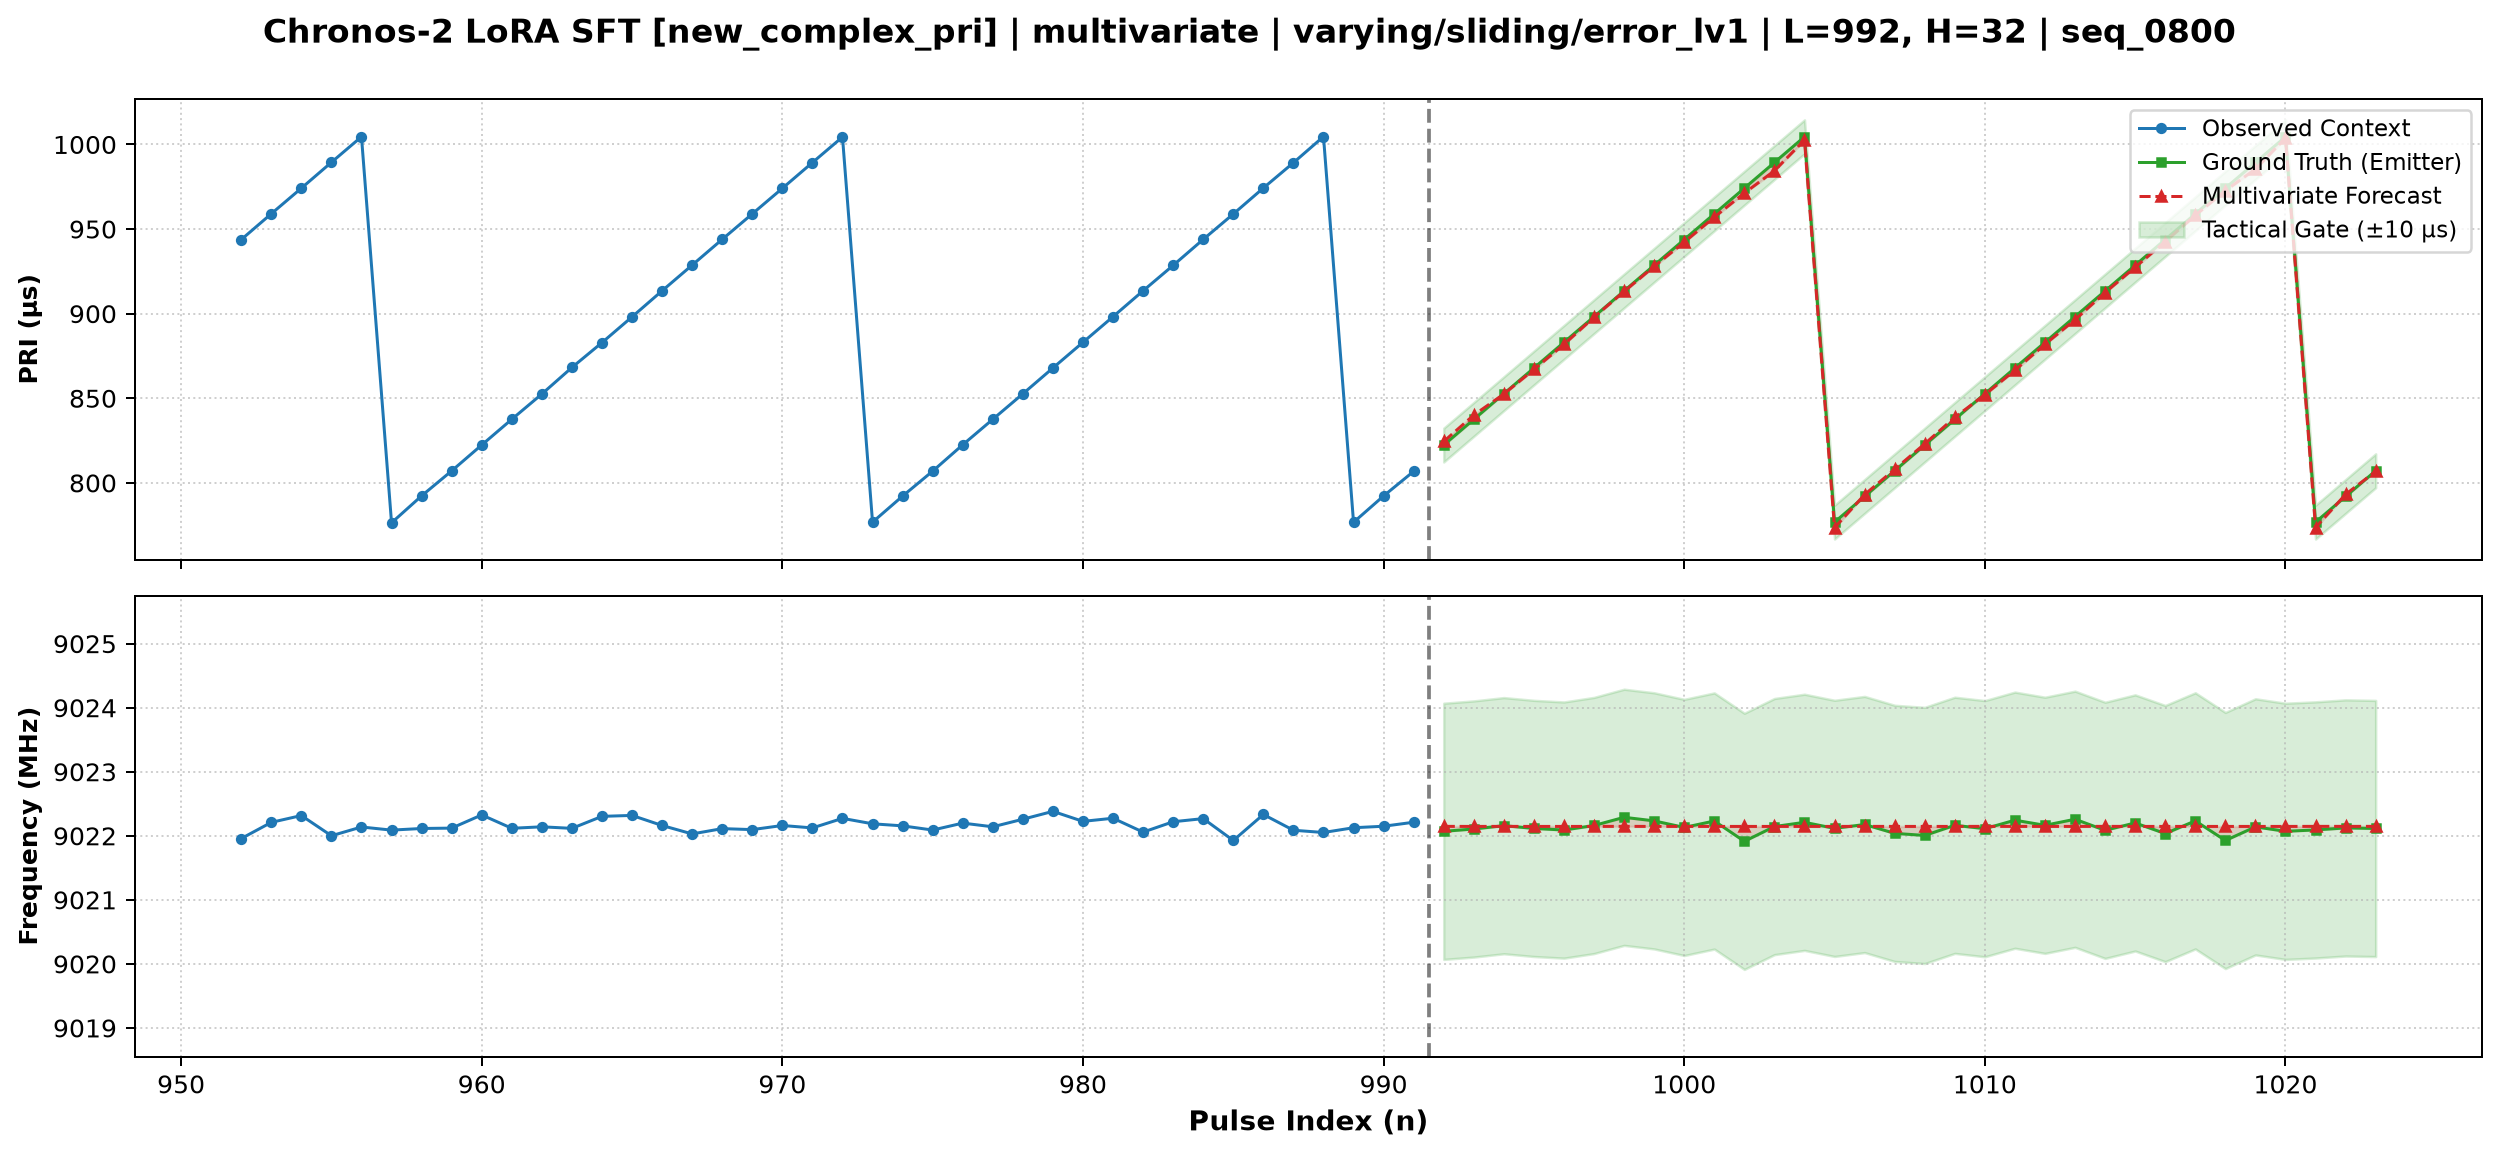 Chronos-2 LoRA SFT [new_complex_pri] | multivariate | varying/sliding/error_lv1 | L=992, H=32 | seq_0800
PRI (µs)
1000
950
900
850
800
Observed Context
Ground Truth (Emitter)
Multivariate Forecast
Tactical Gate (±10 µs)
Frequency (MHz)
9025
9024
9023
9022
9021
9020
9019
950 960 970 980 990 1000 1010 1020
Pulse Index (n)